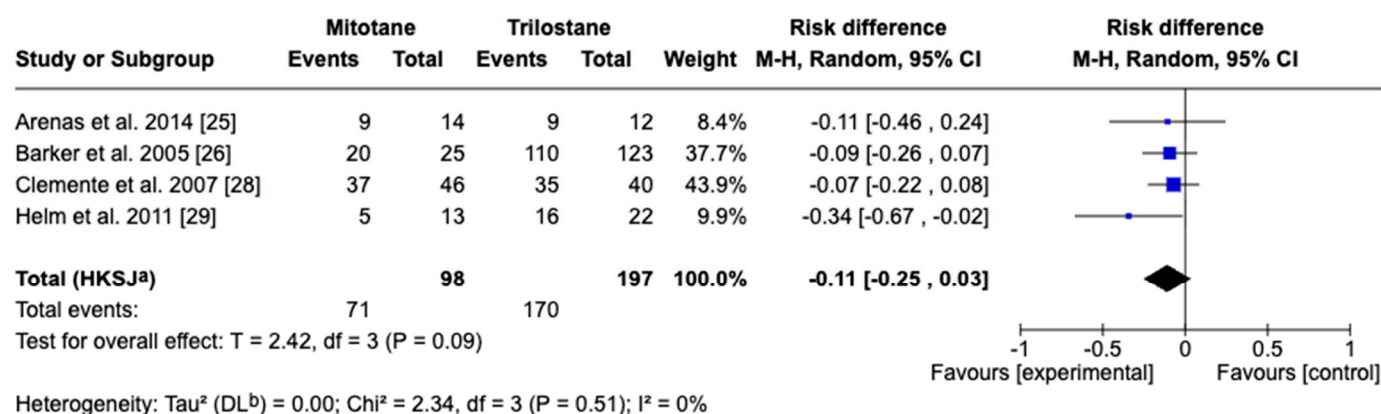 Mitotane Trilostane Risk difference Risk difference
Study or Subgroup Events Total Events Total Weight M-H, Random, 95% CI M-H, Random, 95% CI
Arenas et al. 2014 [25] 9 14 9 12 8.4% -0.11 [-0.46 , 0.24]
Barker et al. 2005 [26] 20 25 110 123 37.7% -0.09 [-0.26 , 0.07]
Clemente et al. 2007 [28] 37 46 35 40 43.9% -0.07 [-0.22 , 0.08]
Helm et al. 2011 [29] 5 13 16 22 9.9% -0.34 [-0.67 , -0.02]
Total (HKSJᵃ) 98 197 100.0% -0.11 [-0.25 , 0.03]
Total events: 71 170
Test for overall effect: T = 2.42, df = 3 (P = 0.09)
-1 -0.5 0 0.5 1
Favours [experimental] Favours [control]
Heterogeneity: Tau² (DLᵇ) = 0.00; Chi² = 2.34, df = 3 (P = 0.51); I² = 0%